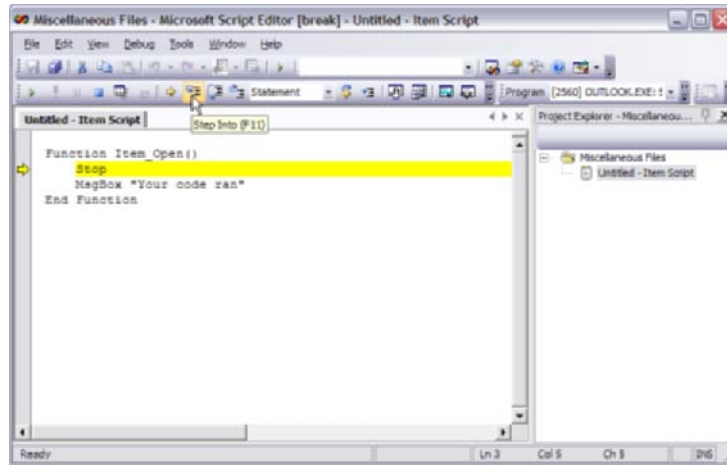 Miscellaneous Files - Microsoft Script Editor [break] - Untitled - Item Script
File Edit View Debug Tools Window Help
Statement
Program [2560] OUTLOOK.EXE:
Untitled - Item Script
Step Into (F11)
Project Explorer - Miscellaneou...
Function Item_Open()
Stop
MsgBox "Your code ran"
End Function
Miscellaneous Files
Untitled - Item Script
Ready
Ln 3
Col 5
Ch 5
INS